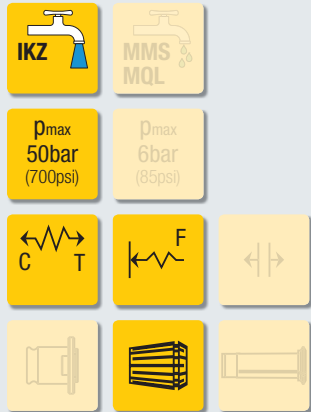 IKZ
MMS
MQL
pmax
50bar
(700psi)
pmax
6bar
(85psi)
C T
F